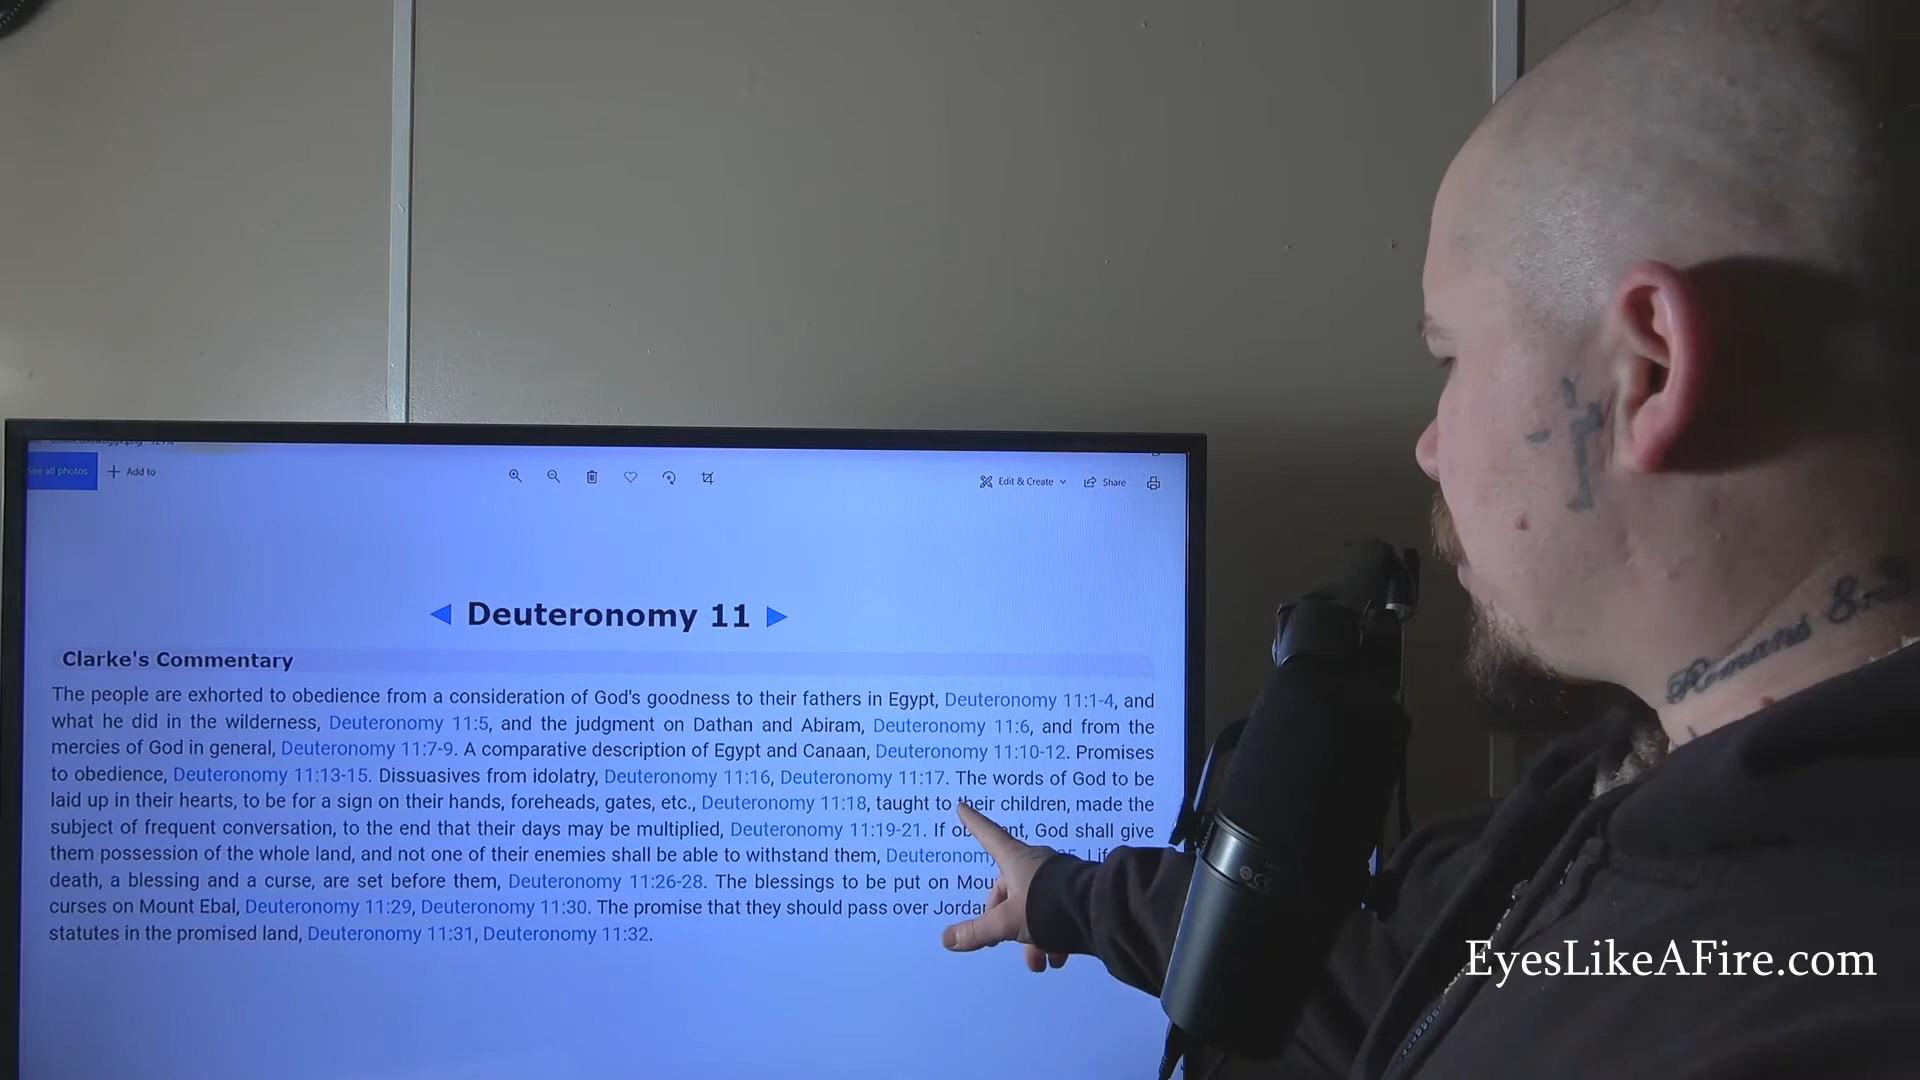 See all photos + Add to
Edit & Create Share
Deuteronomy 11
Clarke's Commentary
The people are exhorted to obedience from a consideration of God's goodness to their fathers in Egypt, Deuteronomy 11:1-4, and
what he did in the wilderness, Deuteronomy 11:5, and the judgment on Dathan and Abiram, Deuteronomy 11:6, and from the
mercies of God in general, Deuteronomy 11:7-9. A comparative description of Egypt and Canaan, Deuteronomy 11:10-12. Promises
to obedience, Deuteronomy 11:13-15. Dissuasives from idolatry, Deuteronomy 11:16, Deuteronomy 11:17. The words of God to be
laid up in their hearts, to be for a sign on their hands, foreheads, gates, etc., Deuteronomy 11:18, taught to their children, made the
subject of frequent conversation, to the end that their days may be multiplied, Deuteronomy 11:19-21. If God shall give
them possession of the whole land, and not one of their enemies shall be able to withstand them,
death, a blessing and a curse, are set before them, Deuteronomy 11:26-28. The blessings to be put on
curses on Mount Ebal, Deuteronomy 11:29, Deuteronomy 11:30. The promise that they should pass over
statutes in the promised land, Deuteronomy 11:31, Deuteronomy 11:32.
Romans
EyesLikeAFire.com